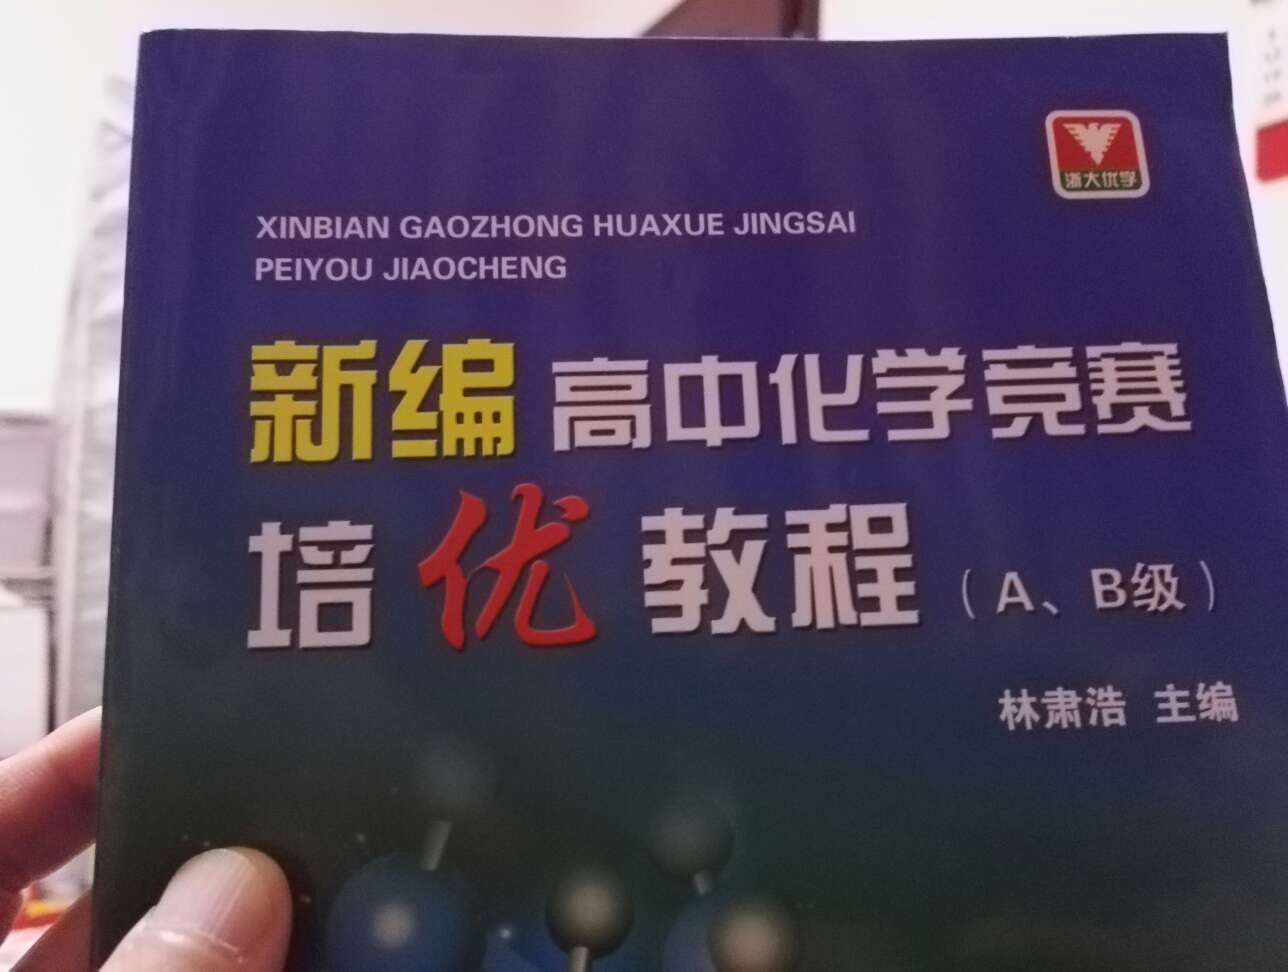 浙大优学
XINBIAN GAOZHONG HUAXUE JINGSAI
PEIYOU JIAOCHENG
新编 高中化学竞赛
培优教程（A、B级）
林肃浩 主编